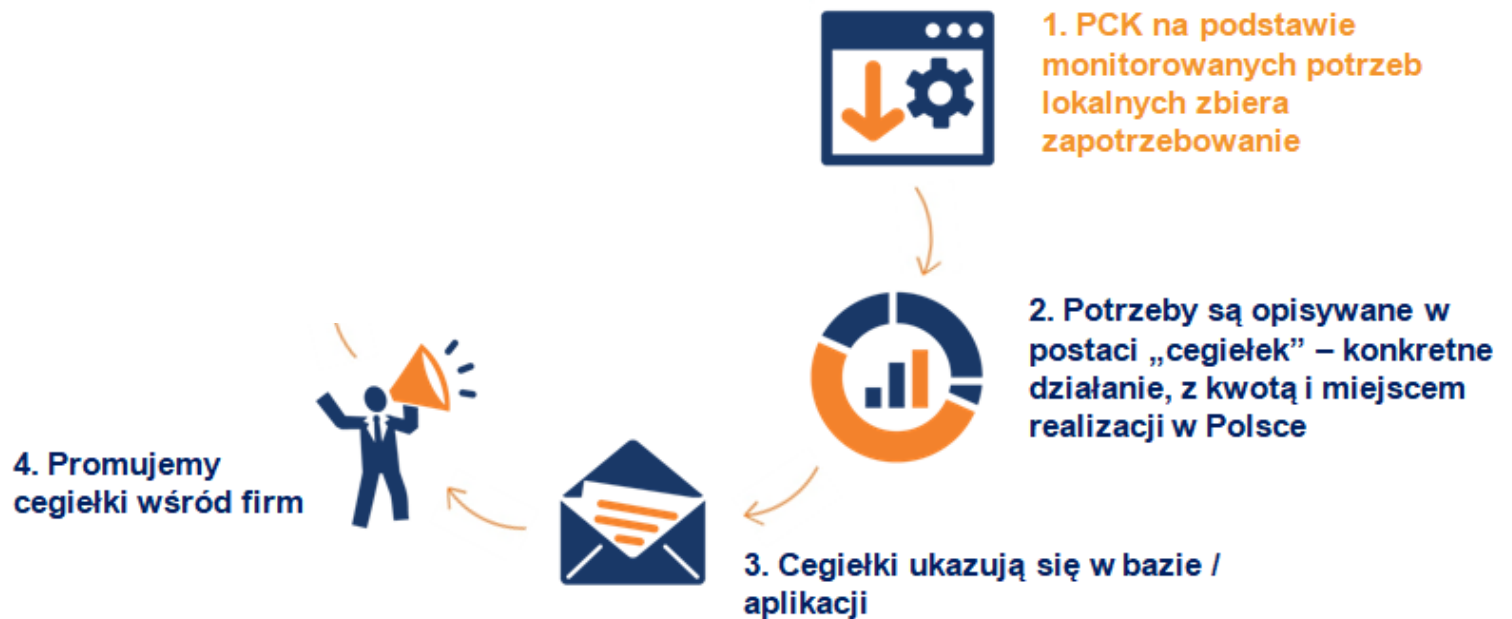 1. PCK na podstawie
monitorowanych potrzeb
lokalnych zbiera
zapotrzebowanie
2. Potrzeby są opisywane w
postaci „cegiełek” – konkretne
działanie, z kwotą i miejscem
realizacji w Polsce
3. Cegiełki ukazują się w bazie /
aplikacji
4. Promujemy
cegiełki wśród firm